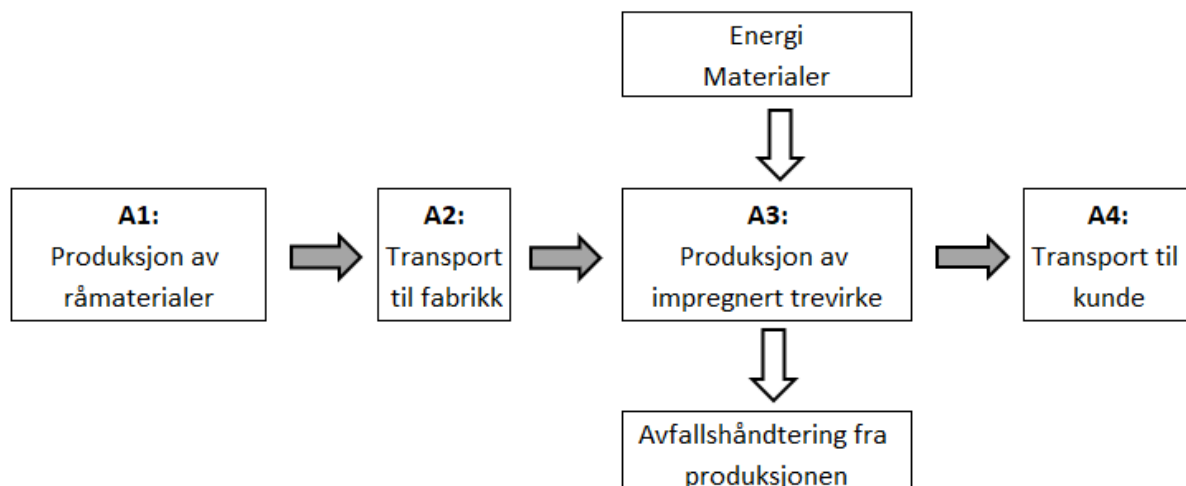 Energi
Materialer
A1:
Produksjon av
råmaterialer
A2:
Transport
til fabrikk
A3:
Produksjon av
impregnert trevirke
A4:
Transport til
kunde
Avfallshåndtering fra
produksjonen